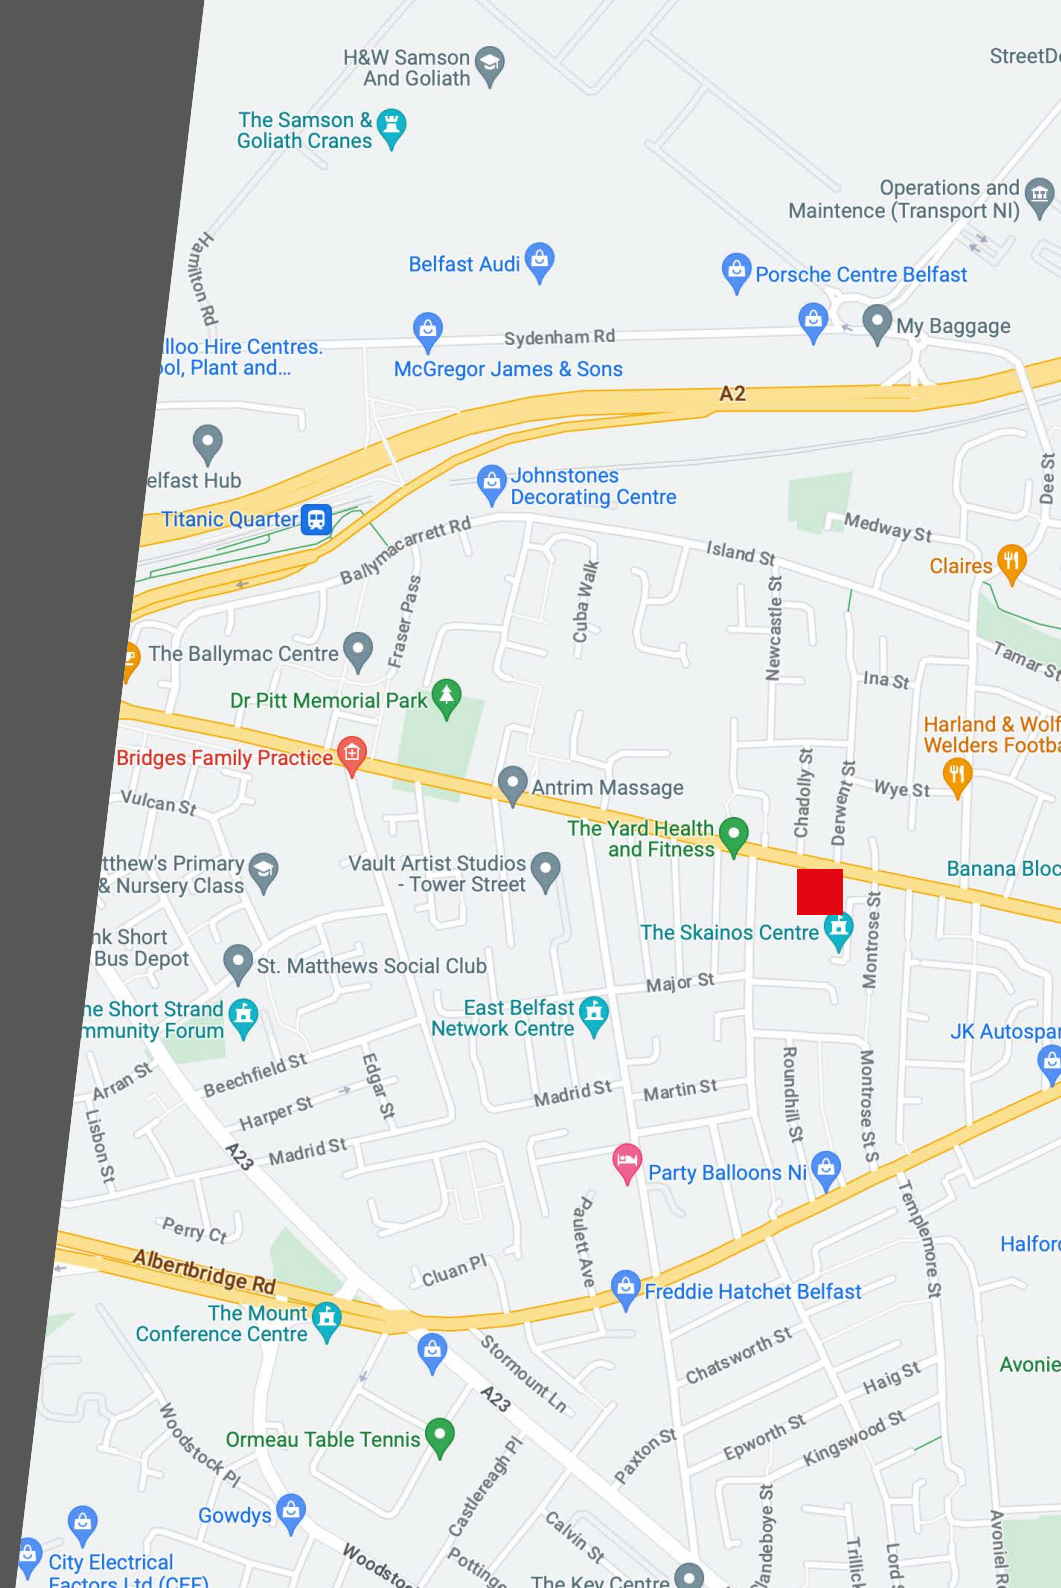 H&W Samson
And Goliath
StreetD
The Samson &
Goliath Cranes
Operations and
Maintence (Transport NI)
Hamilton Rd
Belfast Audi
Porsche Centre Belfast
My Baggage
Sydenham Rd
lloo Hire Centres.
ool, Plant and...
McGregor James & Sons
A2
elfast Hub
Johnstones
Decorating Centre
Dee St
Titanic Quarter
Medway St
Ballymacarrett Rd
Island St
Claires
Cuba Walk
Fraser Pass
Newcastle St
The Ballymac Centre
Tamar St
Ina St
Dr Pitt Memorial Park
Harland & Wolf
Welders Footba
Bridges Family Practice
Antrim Massage
Chadolly St
Derwent St
Wye St
Vulcan St
The Yard Health
and Fitness
tthew's Primary
& Nursery Class
Vault Artist Studios
- Tower Street
Banana Bloc
The Skainos Centre
Montrose St
nk Short
Bus Depot
St. Matthews Social Club
Major St
he Short Strand
mmunity Forum
East Belfast
Network Centre
JK Autospar
Arran St
Beechfield St
Edgar St
Roundhill St
Montrose St S
Madrid St
Martin St
Harper St
Lisbon St
A23
Madrid St
Party Balloons Ni
Templemore St
Paulett Ave
Perry Ct
Halford
Albertbridge Rd
Cluan Pl
Freddie Hatchet Belfast
The Mount
Conference Centre
Stormount Ln
Chatsworth St
Avonie
Haig St
A23
Woodstock Pl
Ormeau Table Tennis
Castlereagh Pl
Paxton St
Epworth St
Kingswood St
Gowdys
Calvin St
Clandeboye St
Avoniel R
City Electrical
Factors Ltd (CEF)
Woodsto
Pottinge
The Key Centre
Trillic
Lord S